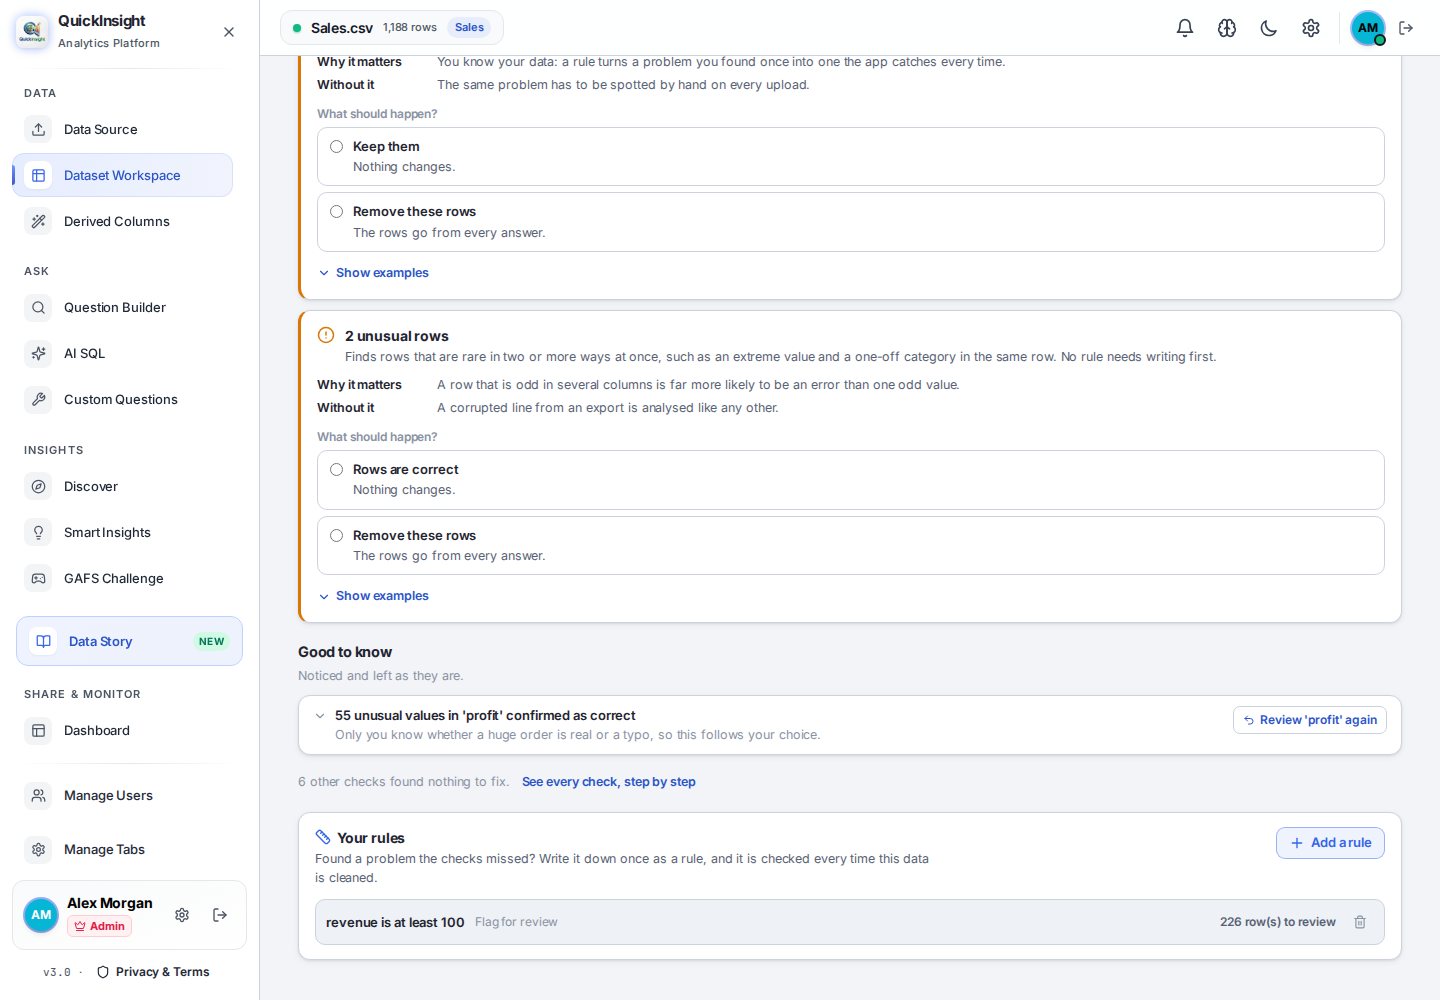 QuickInsight
Analytics Platform
DATA
Data Source
Dataset Workspace
Derived Columns
ASK
Question Builder
AI SQL
Custom Questions
INSIGHTS
Discover
Smart Insights
GAFS Challenge
Data Story NEW
SHARE & MONITOR
Dashboard
Manage Users
Manage Tabs
AM Alex Morgan
Admin
v3.0 · Privacy & Terms
Sales.csv 1,188 rows Sales
AM
Why it matters You know your data: a rule turns a problem you found once into one the app catches every time.
Without it The same problem has to be spotted by hand on every upload.
What should happen?
Keep them
Nothing changes.
Remove these rows
The rows go from every answer.
Show examples
2 unusual rows
Finds rows that are rare in two or more ways at once, such as an extreme value and a one-off category in the same row. No rule needs writing first.
Why it matters A row that is odd in several columns is far more likely to be an error than one odd value.
Without it A corrupted line from an export is analysed like any other.
What should happen?
Rows are correct
Nothing changes.
Remove these rows
The rows go from every answer.
Show examples
Good to know
Noticed and left as they are.
55 unusual values in 'profit' confirmed as correct
Only you know whether a huge order is real or a typo, so this follows your choice.
Review 'profit' again
6 other checks found nothing to fix. See every check, step by step
Your rules
Found a problem the checks missed? Write it down once as a rule, and it is checked every time this data
is cleaned.
Add a rule
revenue is at least 100 Flag for review 226 row(s) to review